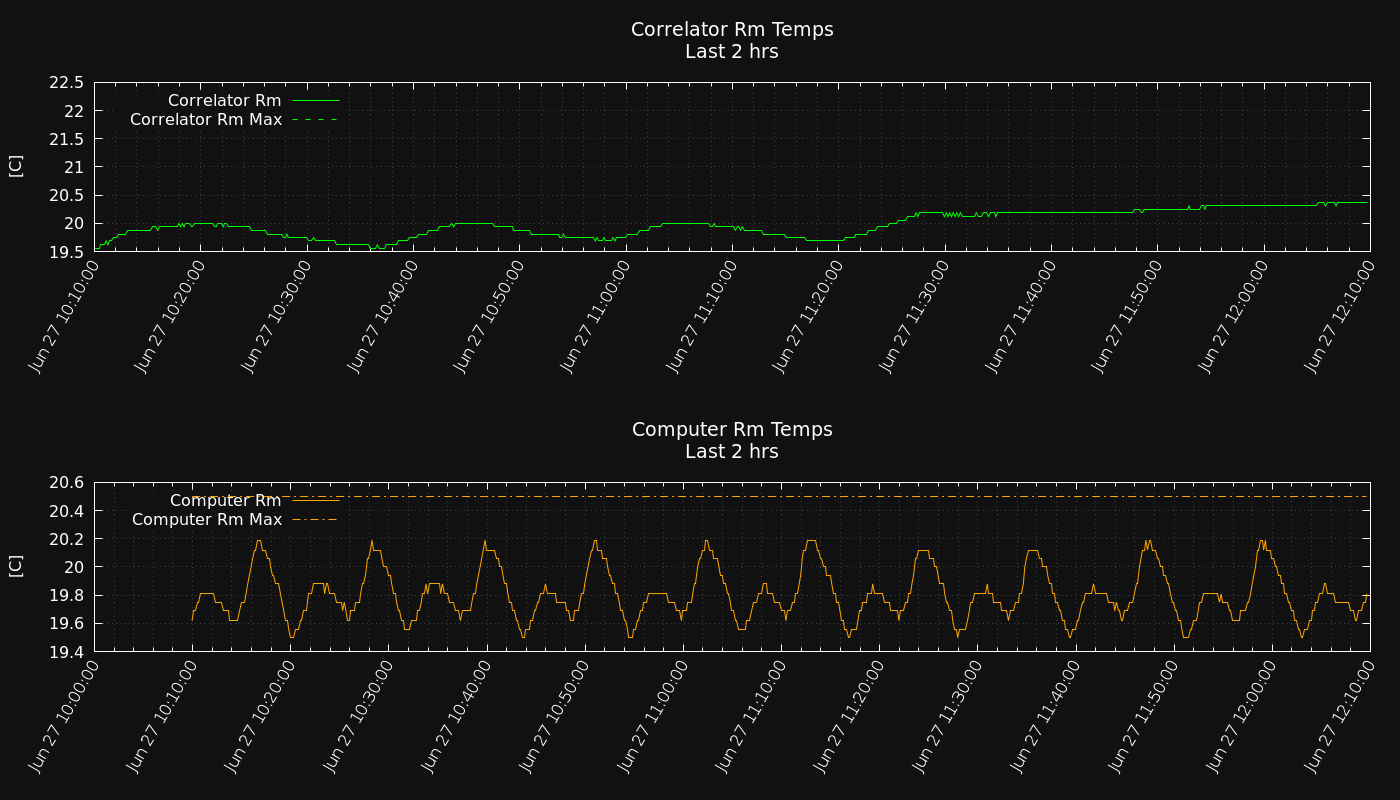 Correlator Rm Temps
Last 2 hrs
22.5
22
21.5
21
20.5
20
19.5
[C]
Correlator Rm
Correlator Rm Max
Jun 27 10:10:00
Jun 27 10:20:00
Jun 27 10:30:00
Jun 27 10:40:00
Jun 27 10:50:00
Jun 27 11:00:00
Jun 27 11:10:00
Jun 27 11:20:00
Jun 27 11:30:00
Jun 27 11:40:00
Jun 27 11:50:00
Jun 27 12:00:00
Jun 27 12:10:00
Computer Rm Temps
Last 2 hrs
20.6
20.4
20.2
20
19.8
19.6
19.4
[C]
Computer Rm
Computer Rm Max
Jun 27 10:00:00
Jun 27 10:10:00
Jun 27 10:20:00
Jun 27 10:30:00
Jun 27 10:40:00
Jun 27 10:50:00
Jun 27 11:00:00
Jun 27 11:10:00
Jun 27 11:20:00
Jun 27 11:30:00
Jun 27 11:40:00
Jun 27 11:50:00
Jun 27 12:00:00
Jun 27 12:10:00